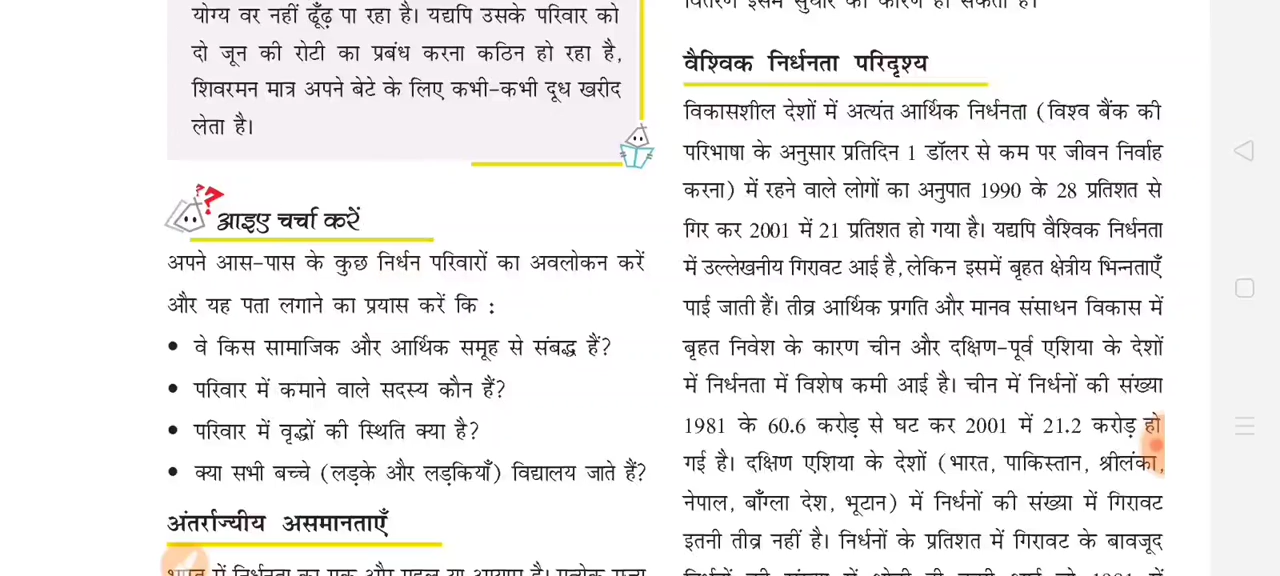 योग्य वर नहीं ढूँढ़ पा रहा है। यद्यपि उसके परिवार को
दो जून की रोटी का प्रबंध करना कठिन हो रहा है,
शिवरमन मात्र अपने बेटे के लिए कभी-कभी दूध खरीद
लेता है।
आइए चर्चा करें
अपने आस-पास के कुछ निर्धन परिवारों का अवलोकन करें
और यह पता लगाने का प्रयास करें कि :
• वे किस सामाजिक और आर्थिक समूह से संबद्ध हैं?
• परिवार में कमाने वाले सदस्य कौन हैं?
• परिवार में वृद्धों की स्थिति क्या है?
• क्या सभी बच्चे (लड़के और लड़कियाँ) विद्यालय जाते हैं?
अंतर्राज्यीय असमानताएँ
वैश्विक निर्धनता परिदृश्य
विकासशील देशों में अत्यंत आर्थिक निर्धनता (विश्व बैंक की
परिभाषा के अनुसार प्रतिदिन 1 डॉलर से कम पर जीवन निर्वाह
करना) में रहने वाले लोगों का अनुपात 1990 के 28 प्रतिशत से
गिर कर 2001 में 21 प्रतिशत हो गया है। यद्यपि वैश्विक निर्धनता
में उल्लेखनीय गिरावट आई है, लेकिन इसमें बृहत क्षेत्रीय भिन्नताएँ
पाई जाती हैं। तीव्र आर्थिक प्रगति और मानव संसाधन विकास में
बृहत निवेश के कारण चीन और दक्षिण-पूर्व एशिया के देशों
में निर्धनता में विशेष कमी आई है। चीन में निर्धनों की संख्या
1981 के 60.6 करोड़ से घट कर 2001 में 21.2 करोड़ हो
गई है। दक्षिण एशिया के देशों (भारत, पाकिस्तान, श्रीलंका,
नेपाल, बाँग्ला देश, भूटान) में निर्धनों की संख्या में गिरावट
इतनी तीव्र नहीं है। निर्धनों के प्रतिशत में गिरावट के बावजूद